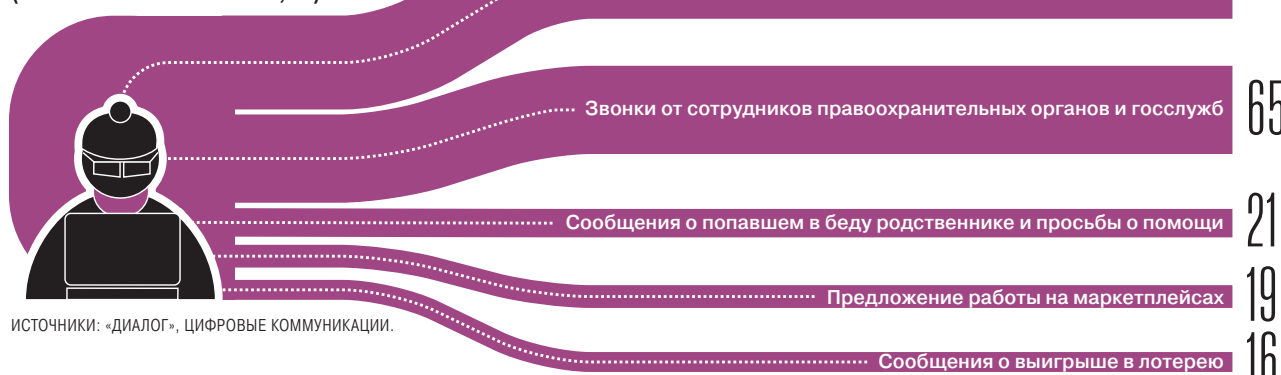 Звонки от сотрудников правоохранительных органов и госслужб
65
Сообщения о попавшем в беду родственнике и просьбы о помощи
21
Предложение работы на маркетплейсах
19
Сообщения о выигрыше в лотерею
16
ИСТОЧНИКИ: «ДИАЛОГ», ЦИФРОВЫЕ КОММУНИКАЦИИ.